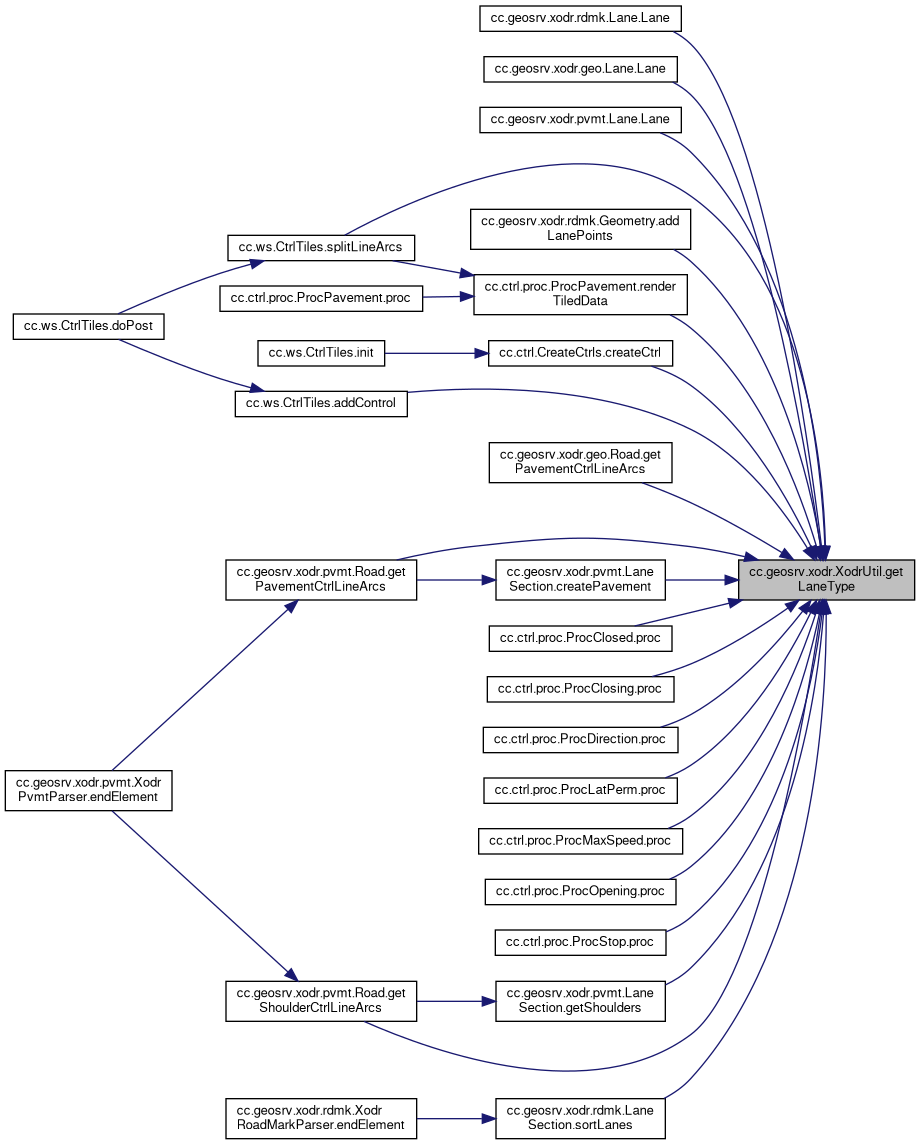 cc.geosrv.xodr.rdmk.Lane.Lane
cc.geosrv.xodr.geo.Lane.Lane
cc.geosrv.xodr.pvmt.Lane.Lane
cc.geosrv.xodr.rdmk.Geometry.add
LanePoints
cc.ws.CtrlTiles.splitLineArcs
cc.ctrl.proc.ProcPavement.render
TiledData
cc.ctrl.proc.ProcPavement.proc
cc.ws.CtrlTiles.doPost
cc.ws.CtrlTiles.init
cc.ctrl.CreateCtrls.createCtrl
cc.ws.CtrlTiles.addControl
cc.geosrv.xodr.geo.Road.get
PavementCtrlLineArcs
cc.geosrv.xodr.pvmt.Road.get
PavementCtrlLineArcs
cc.geosrv.xodr.pvmt.Lane
Section.createPavement
cc.geosrv.xodr.XodrUtil.get
LaneType
cc.ctrl.proc.ProcClosed.proc
cc.ctrl.proc.ProcClosing.proc
cc.ctrl.proc.ProcDirection.proc
cc.geosrv.xodr.pvmt.Xodr
PvmtParser.endElement
cc.ctrl.proc.ProcLatPerm.proc
cc.ctrl.proc.ProcMaxSpeed.proc
cc.ctrl.proc.ProcOpening.proc
cc.ctrl.proc.ProcStop.proc
cc.geosrv.xodr.pvmt.Road.get
ShoulderCtrlLineArcs
cc.geosrv.xodr.pvmt.Lane
Section.getShoulders
cc.geosrv.xodr.rdmk.Xodr
RoadMarkParser.endElement
cc.geosrv.xodr.rdmk.Lane
Section.sortLanes